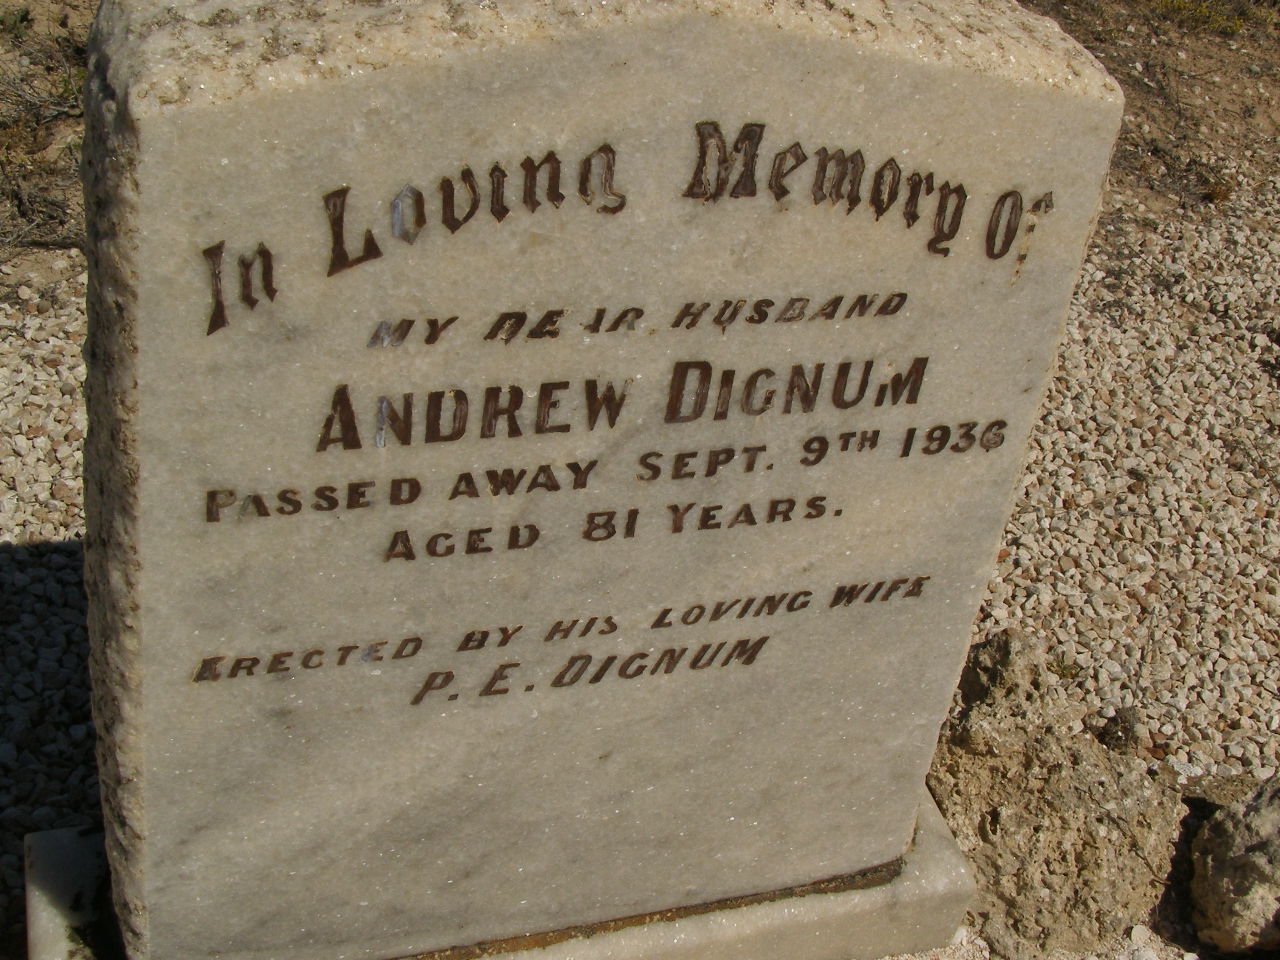 In Loving Memory Of
MY DEAR HUSBAND
ANDREW DIGNUM
PASSED AWAY SEPT. 9TH 1936
AGED 81 YEARS.
ERECTED BY HIS LOVING WIFE
P. E. DIGNUM